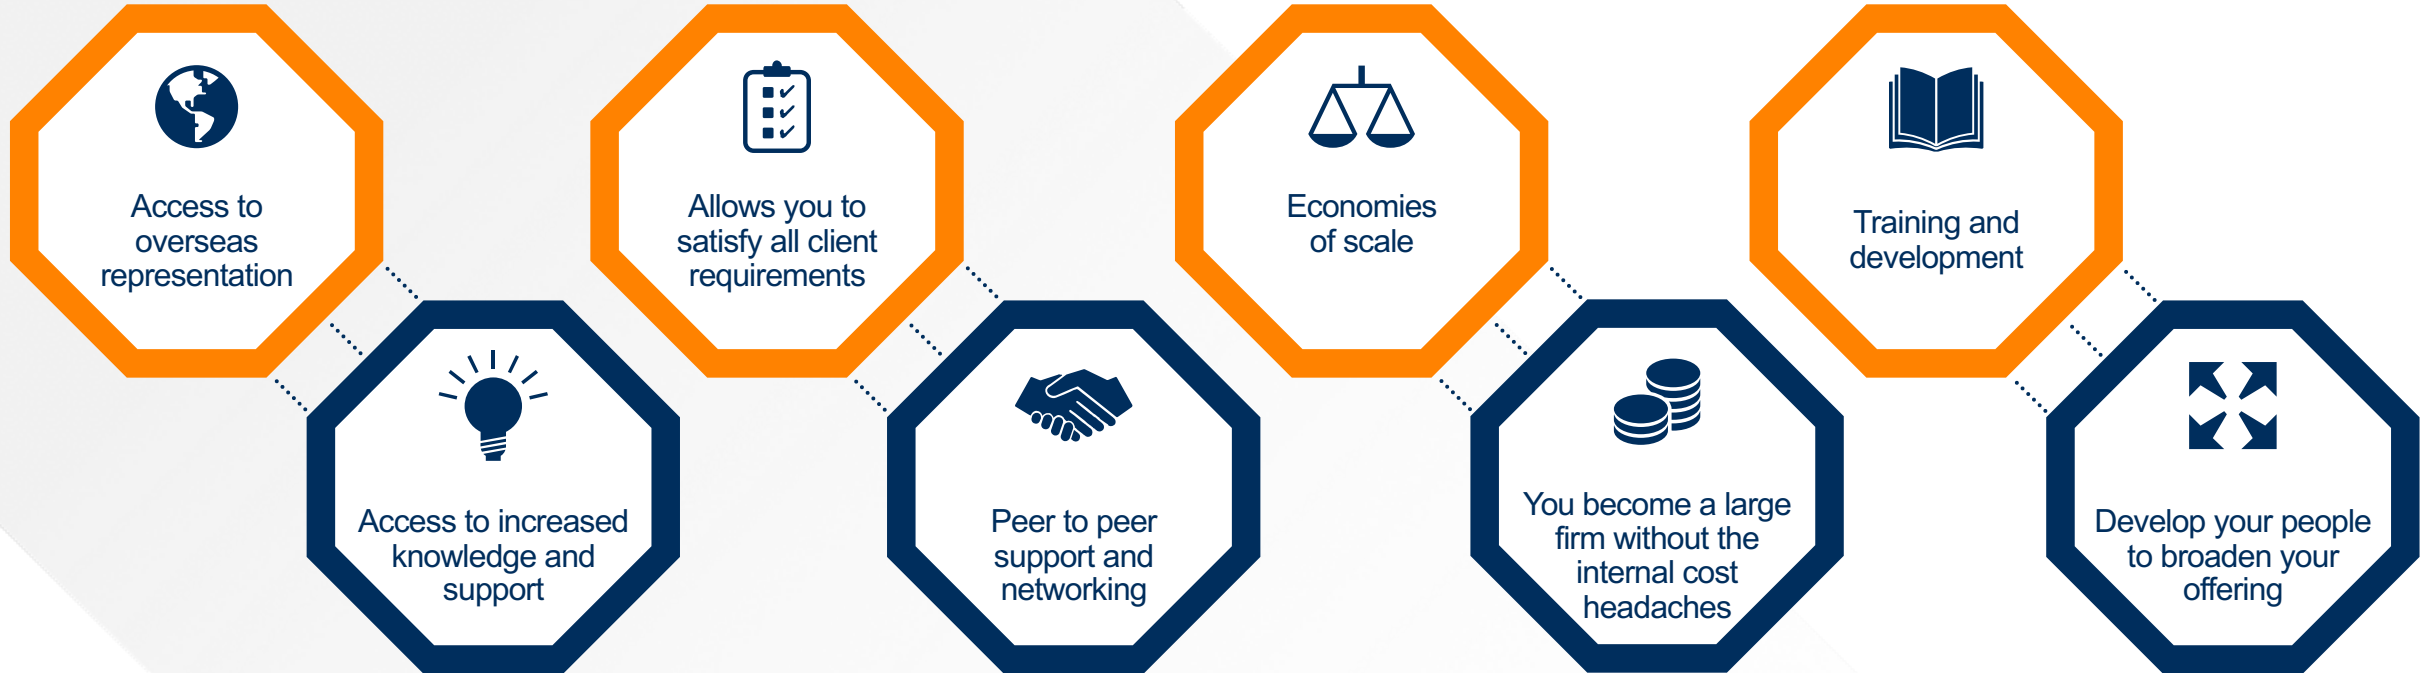 Access to
overseas
representation
Access to increased
knowledge and
support
Allows you to
satisfy all client
requirements
Peer to peer
support and
networking
Economies
of scale
You become a large
firm without the
internal cost
headaches
Training and
development
Develop your people
to broaden your
offering